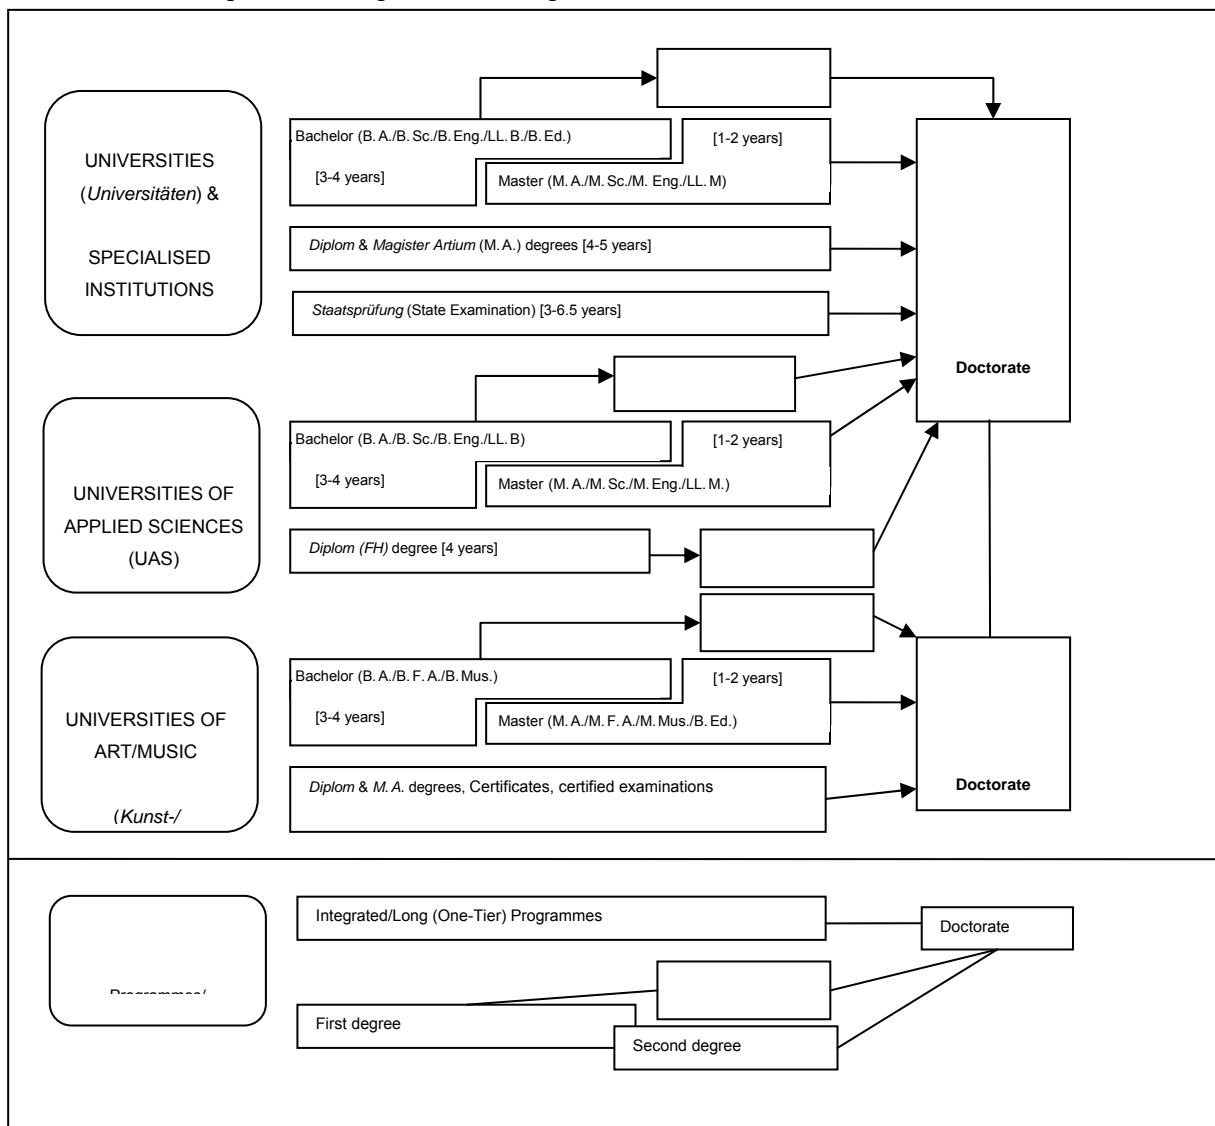 UNIVERSITIES
(Universitäten) &
SPECIALISED
INSTITUTIONS
Bachelor (B. A./B. Sc./B. Eng./LL. B./B. Ed.)
[3-4 years]
[1-2 years]
Master (M. A./M. Sc./M. Eng./LL. M)
Diplom & Magister Artium (M. A.) degrees [4-5 years]
Staatsprüfung (State Examination) [3-6.5 years]
Doctorate
UNIVERSITIES OF
APPLIED SCIENCES
(UAS)
Bachelor (B. A./B. Sc./B. Eng./LL. B)
[3-4 years]
[1-2 years]
Master (M. A./M. Sc./M. Eng./LL. M.)
Diplom (FH) degree [4 years]
UNIVERSITIES OF
ART/MUSIC
(Kunst-/
Bachelor (B. A./B. F. A./B. Mus.)
[3-4 years]
[1-2 years]
Master (M. A./M. F. A./M. Mus./B. Ed.)
Diplom & M. A. degrees, Certificates, certified examinations
Doctorate
Integrated/Long (One-Tier) Programmes
Doctorate
First degree
Second degree